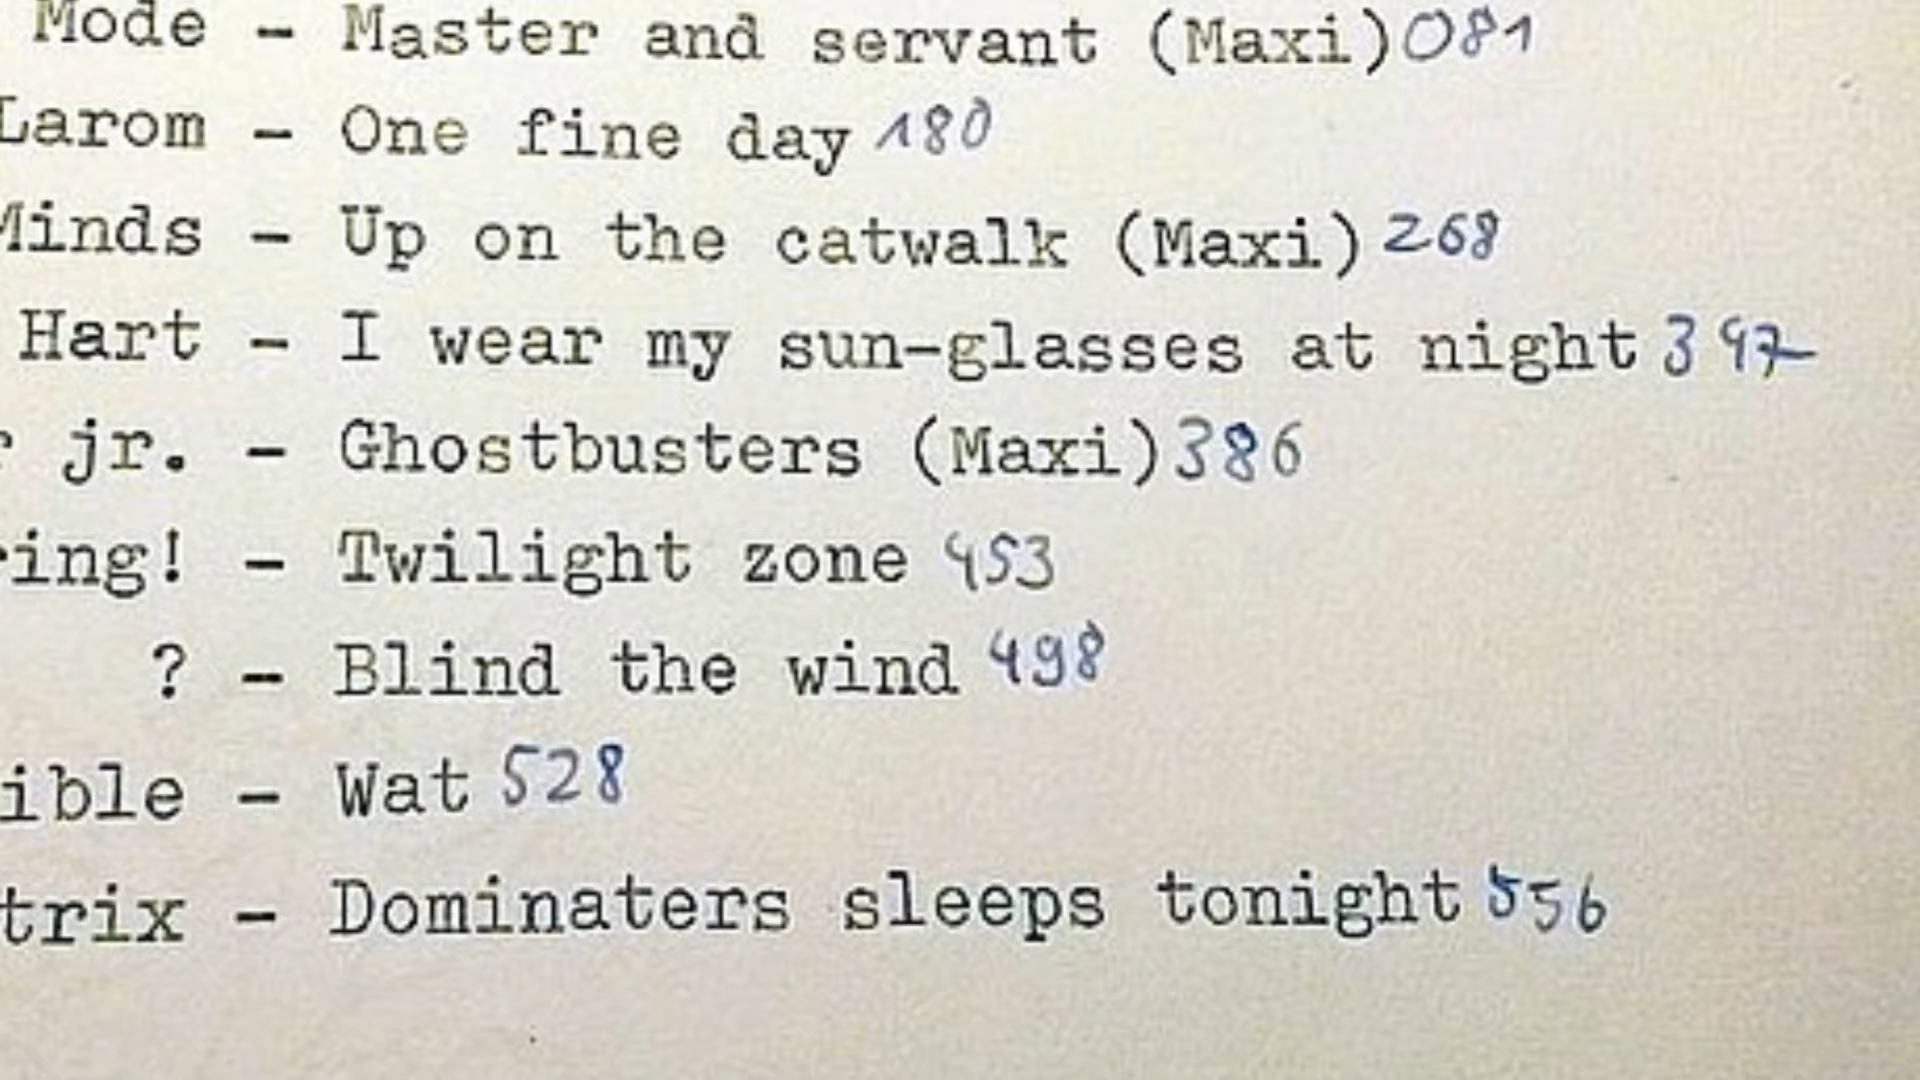 Mode - Master and servant (Maxi) 081
Larom - One fine day 180
Minds - Up on the catwalk (Maxi) 268
Hart - I wear my sun-glasses at night 347
r jr. - Ghostbusters (Maxi) 386
ring! - Twilight zone 453
? - Blind the wind 498
ible - Wat 528
trix - Dominaters sleeps tonight 556